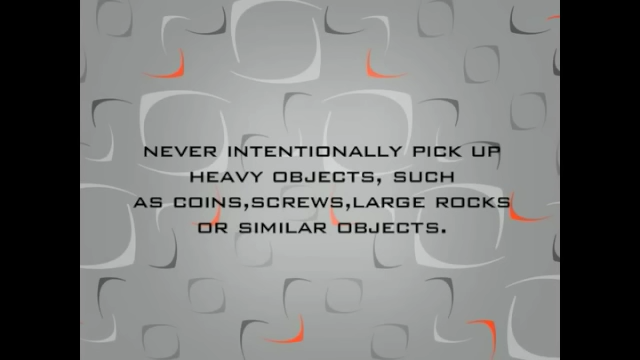 NEVER INTENTIONALLY PICK UP
HEAVY OBJECTS, SUCH
AS COINS,SCREWS,LARGE ROCKS
OR SIMILAR OBJECTS.